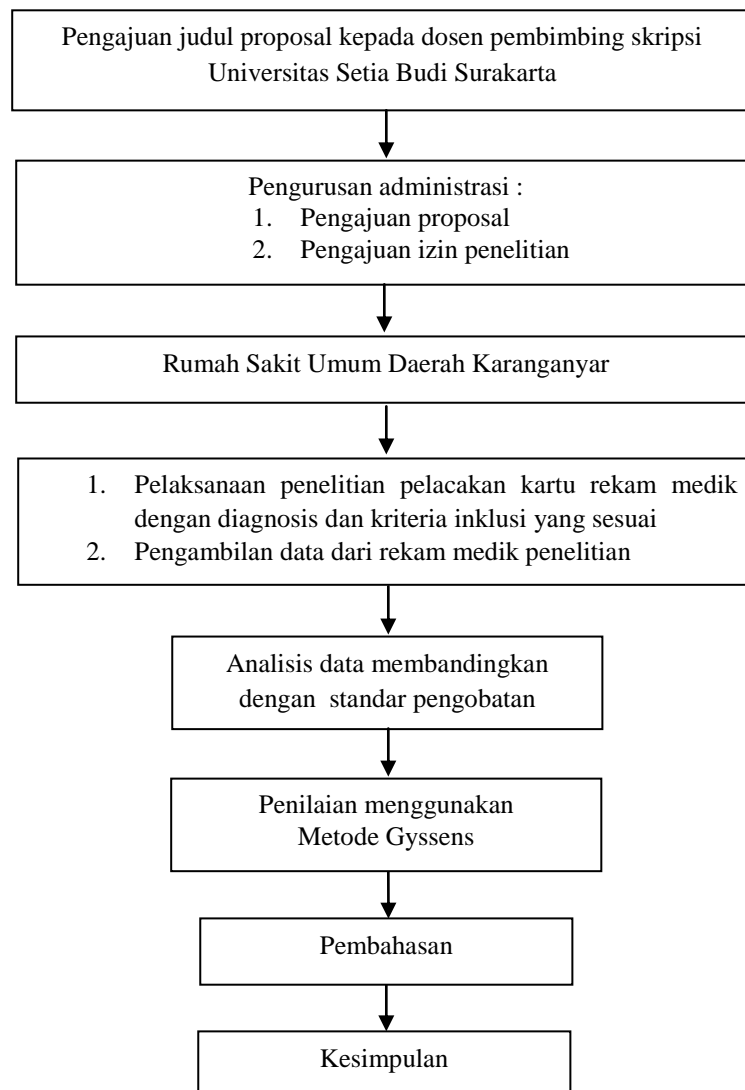 Pengajuan judul proposal kepada dosen pembimbing skripsi
Universitas Setia Budi Surakarta
Pengurusan administrasi :
1. Pengajuan proposal
2. Pengajuan izin penelitian
Rumah Sakit Umum Daerah Karanganyar
1. Pelaksanaan penelitian pelacakan kartu rekam medik
dengan diagnosis dan kriteria inklusi yang sesuai
2. Pengambilan data dari rekam medik penelitian
Analisis data membandingkan
dengan standar pengobatan
Penilaian menggunakan
Metode Gyssens
Pembahasan
Kesimpulan